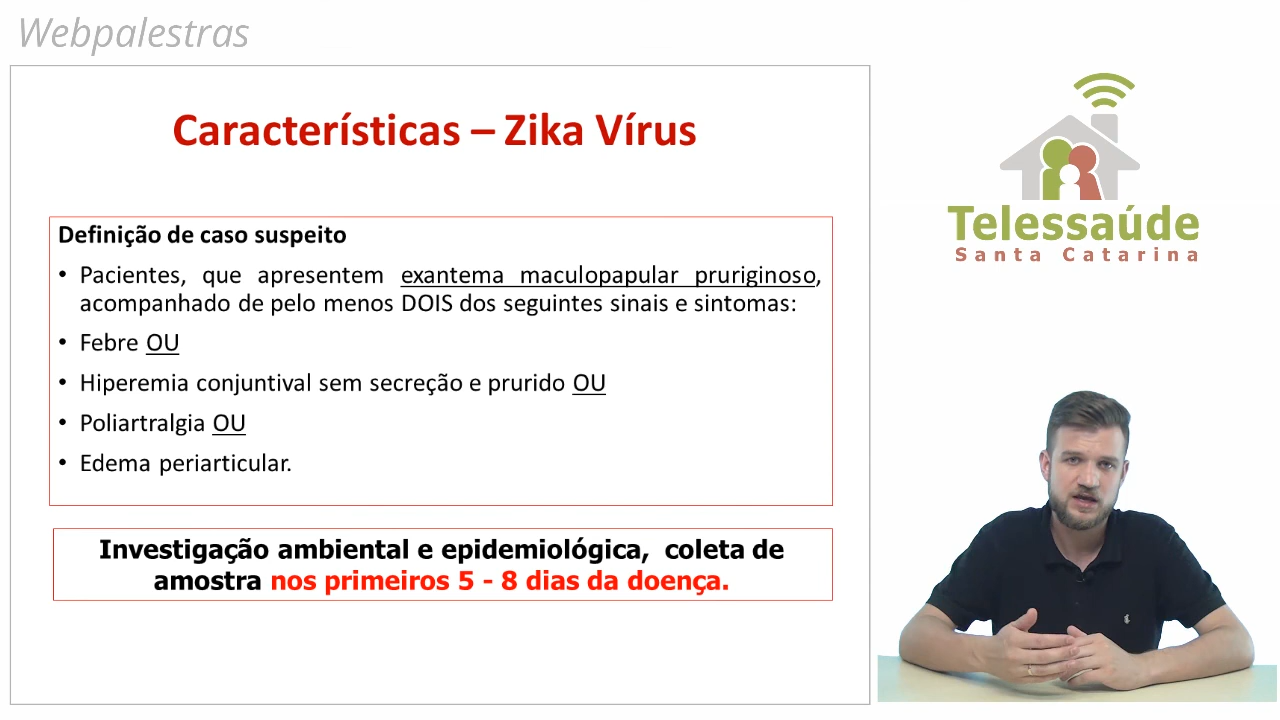 Webpalestras
Características – Zika Vírus
Definição de caso suspeito
• Pacientes, que apresentem exantema maculopapular pruriginoso,
acompanhado de pelo menos DOIS dos seguintes sinais e sintomas:
• Febre OU
• Hiperemia conjuntival sem secreção e prurido OU
• Poliartralgia OU
• Edema periarticular.
Investigação ambiental e epidemiológica, coleta de
amostra nos primeiros 5 - 8 dias da doença.
Telessaúde
Santa Catarina